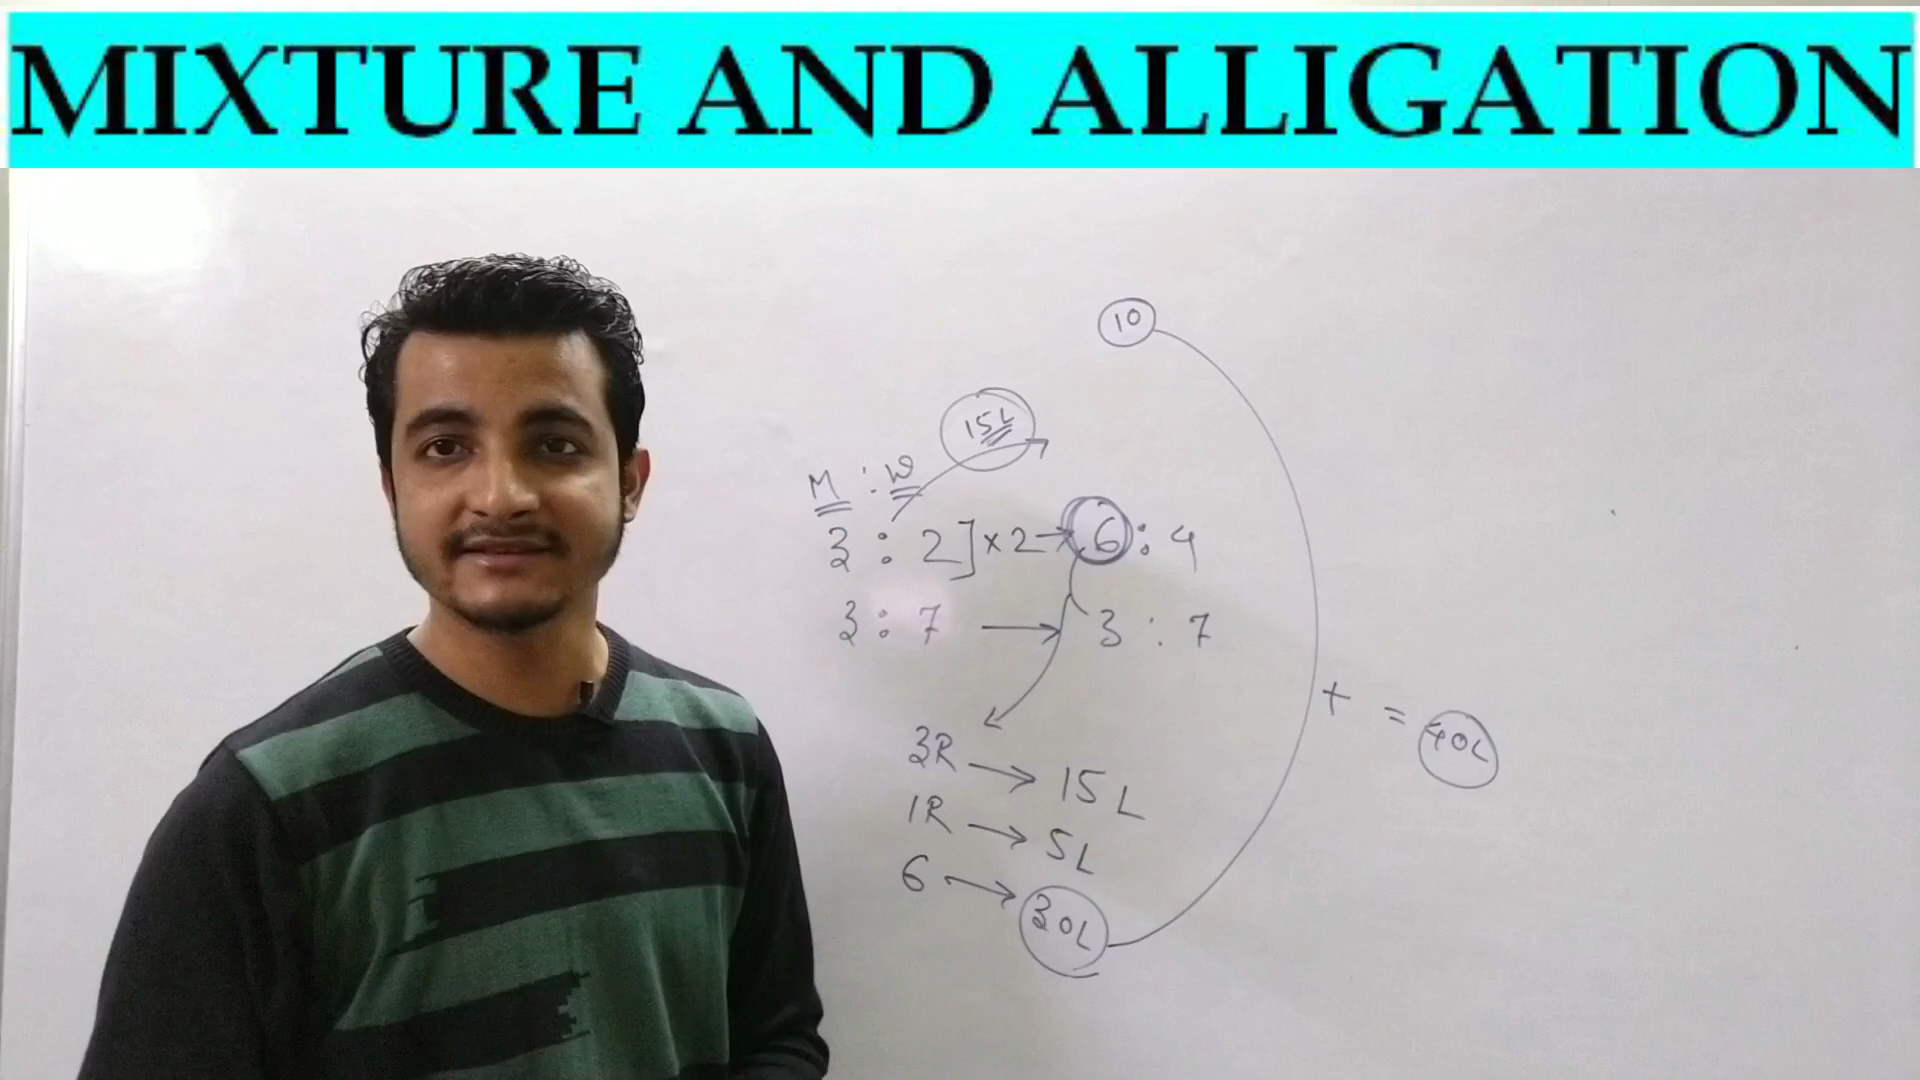 MIXTURE AND ALLIGATION
10
15L
M : W
3 : 2 ] × 2 → 6 : 4
3 : 7 → 3 : 7
+ = 40L
3R → 15 L
1R → 5L
6 → 30L